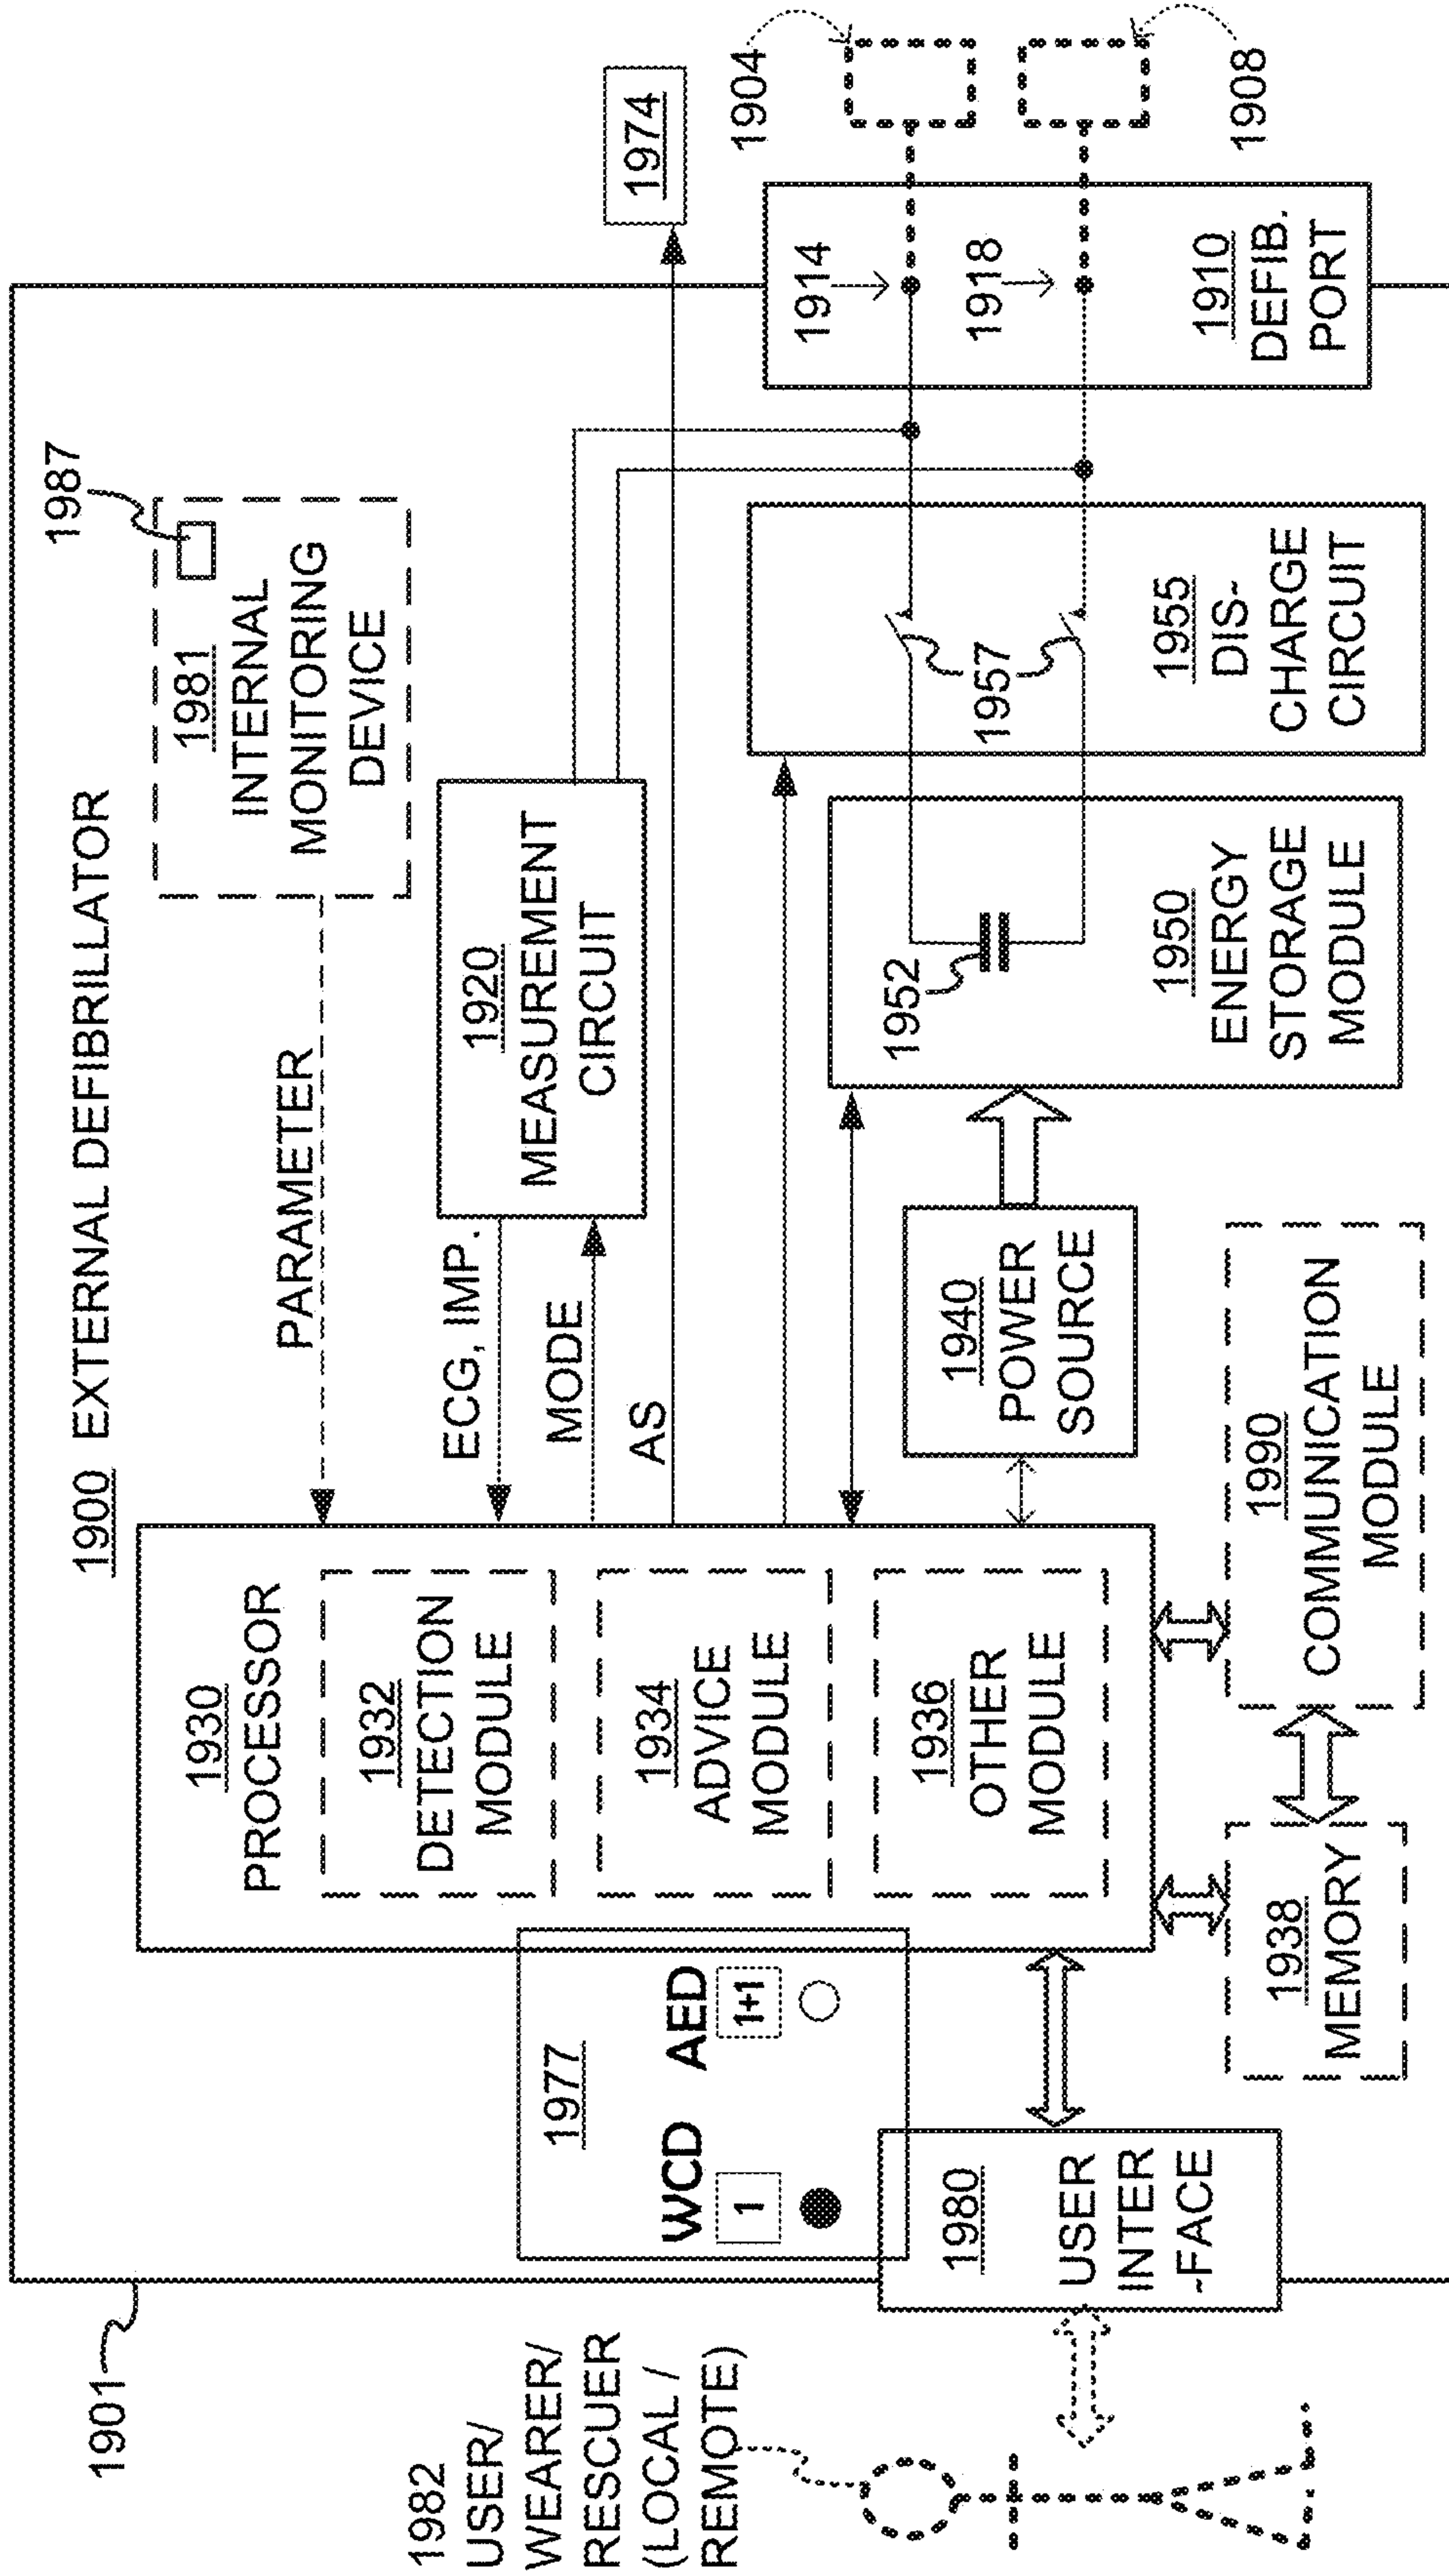 1900 EXTERNAL DEFIBRILLATOR
1901
1982
USER/
WEARER/
RESCUER
(LOCAL /
REMOTE)
1977
WCD AED
1 1+1
1980
USER
INTER
-FACE
1930
PROCESSOR
1932
DETECTION
MODULE
1934
ADVICE
MODULE
1936
OTHER
MODULE
1938
MEMORY
1990
COMMUNICATION
MODULE
PARAMETER
ECG, IMP.
MODE
AS
1987
1981
INTERNAL
MONITORING
DEVICE
1920
MEASUREMENT
CIRCUIT
1974
1940
POWER
SOURCE
1952
1950
ENERGY
STORAGE
MODULE
1957
1955
DIS-
CHARGE
CIRCUIT
1914
1918
1910
DEFIB.
PORT
1904
1908